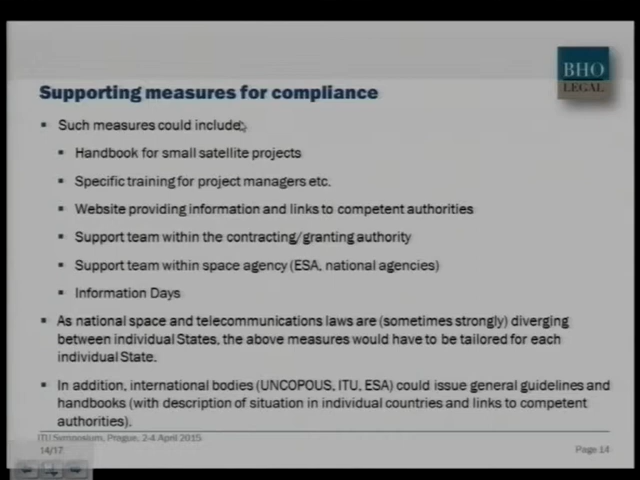 BHO
LEGAL
Supporting measures for compliance
▪ Such measures could include:
▪ Handbook for small satellite projects
▪ Specific training for project managers etc.
▪ Website providing information and links to competent authorities
▪ Support team within the contracting/granting authority
▪ Support team within space agency (ESA, national agencies)
▪ Information Days
▪ As national space and telecommunications laws are (sometimes strongly) diverging
between individual States, the above measures would have to be tailored for each
individual State.
▪ In addition, international bodies (UNCOPOUS, ITU, ESA) could issue general guidelines and
handbooks (with description of situation in individual countries and links to competent
authorities).
ITU Symposium, Prague, 2-4 April 2015
14/17
Page 14